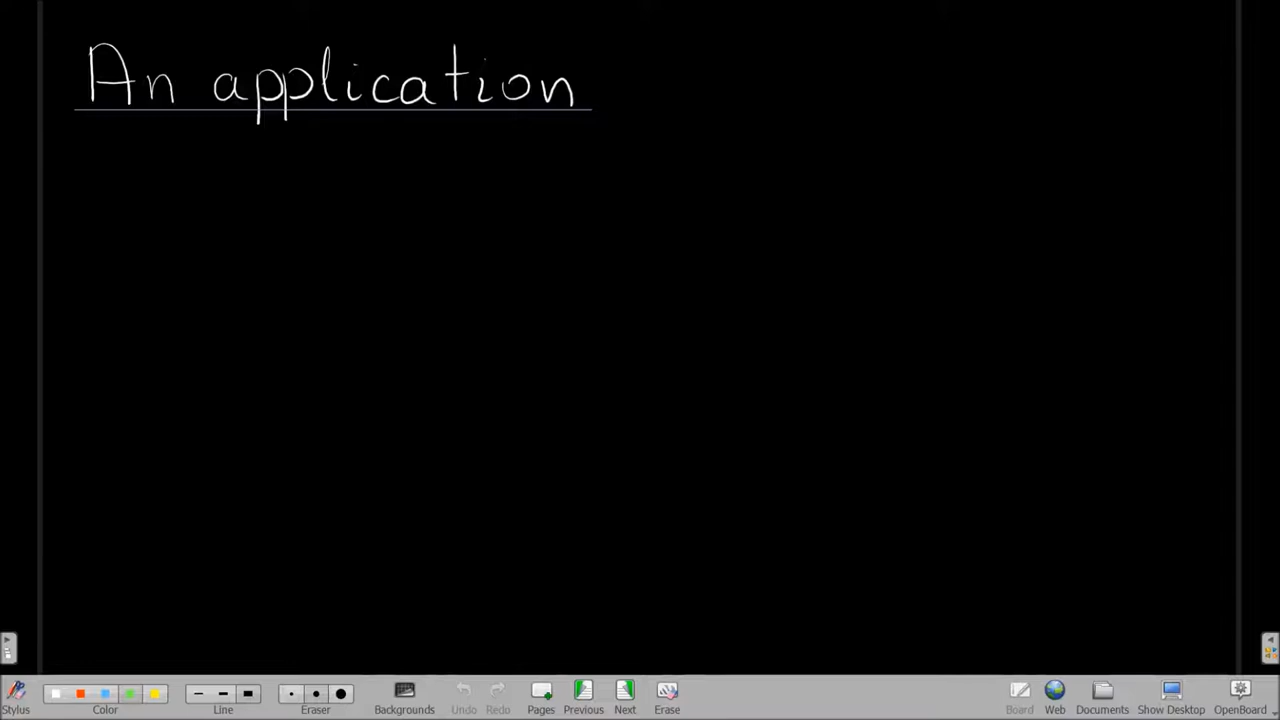 An application
Stylus
Color
Line
Eraser
Backgrounds
Undo
Redo
Pages
Previous
Next
Erase
Board
Web
Documents
Show Desktop
OpenBoard